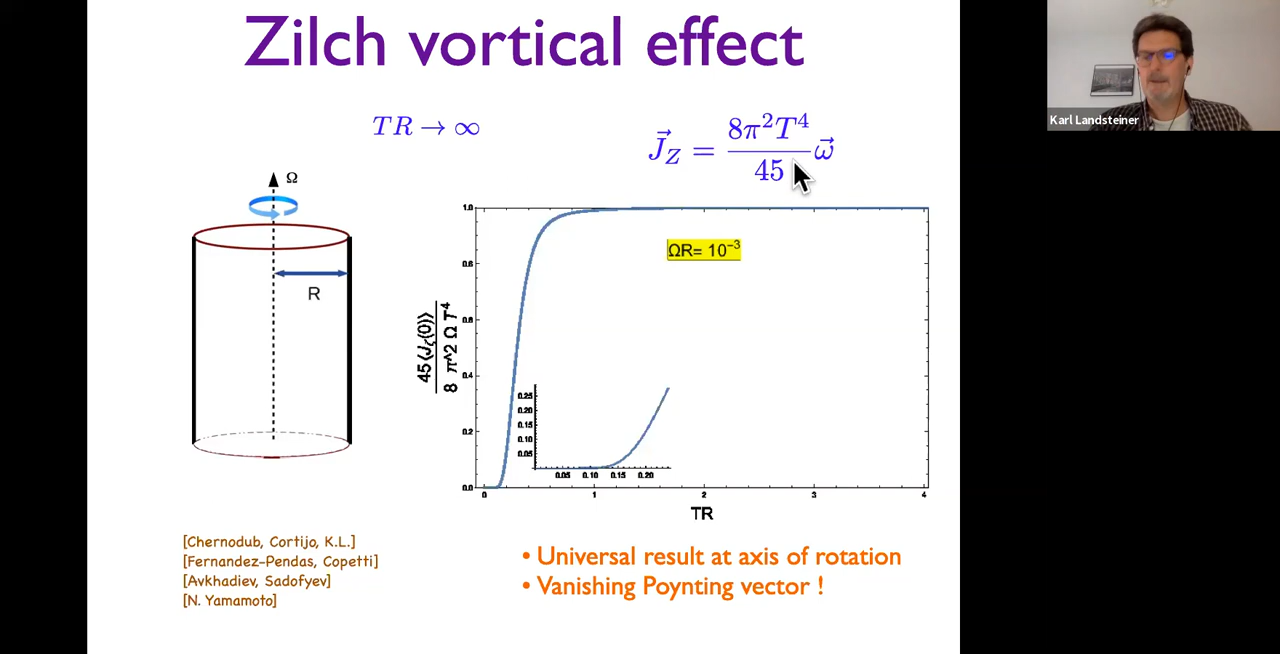 Zilch vortical effect
Karl Landsteiner
TR → ∞
J⃗_Z = 8π²T⁴ / 45 ω⃗
Ω
R
45⟨J_ζ(0)⟩ / 8 π^2 Ω T⁴
1.0
0.8
0.6
0.4
0.2
0.0
ΩR= 10⁻³
0.25
0.20
0.15
0.10
0.05
0.05 0.10 0.15 0.20
0 1 2 3 4
TR
[Chernodub, Cortijo, K.L.]
[Fernandez-Pendas, Copetti]
[Avkhadiev, Sadofyev]
[N. Yamamoto]
• Universal result at axis of rotation
• Vanishing Poynting vector !